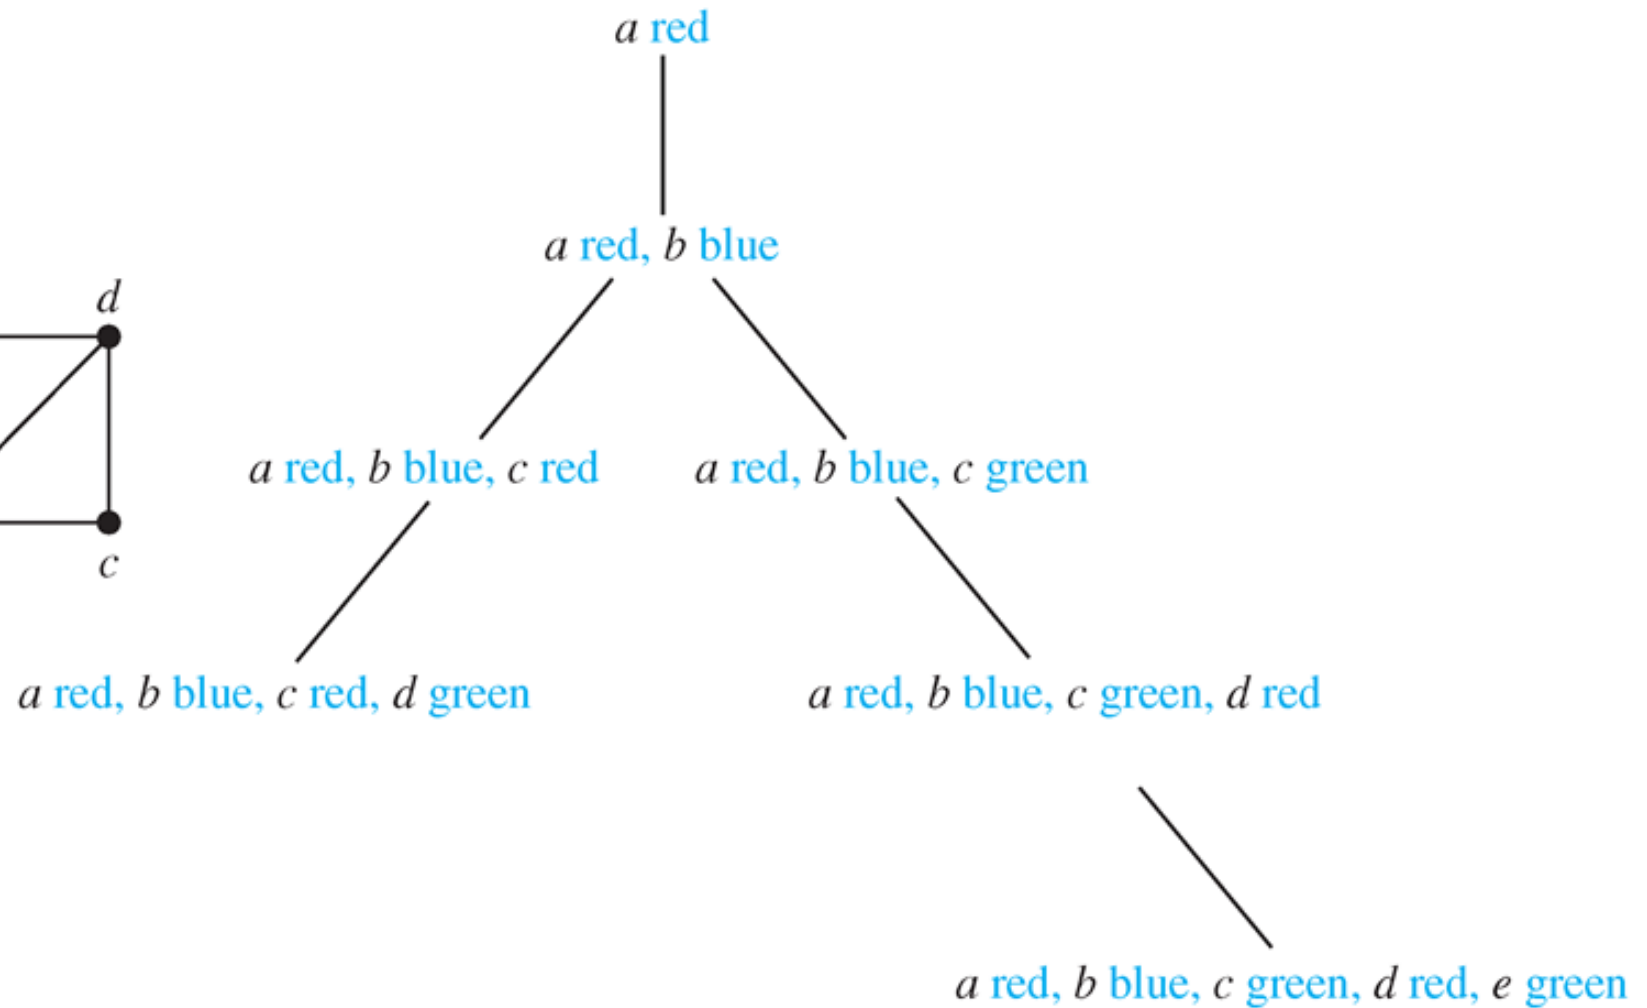 a red
a red, b blue
d
a red, b blue, c red
a red, b blue, c green
c
a red, b blue, c red, d green
a red, b blue, c green, d red
a red, b blue, c green, d red, e green